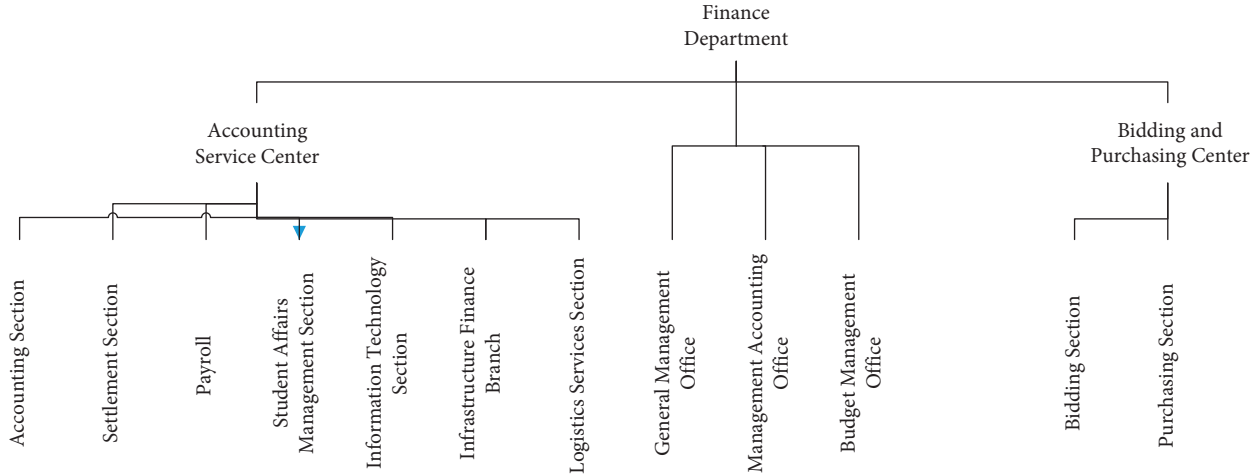 Finance
Department
Accounting
Service Center
Bidding and
Purchasing Center
Accounting Section
Settlement Section
Payroll
Student Affairs
Management Section
Information Technology
Section
Infrastructure Finance
Branch
Logistics Services Section
General Management
Office
Management Accounting
Office
Budget Management
Office
Bidding Section
Purchasing Section